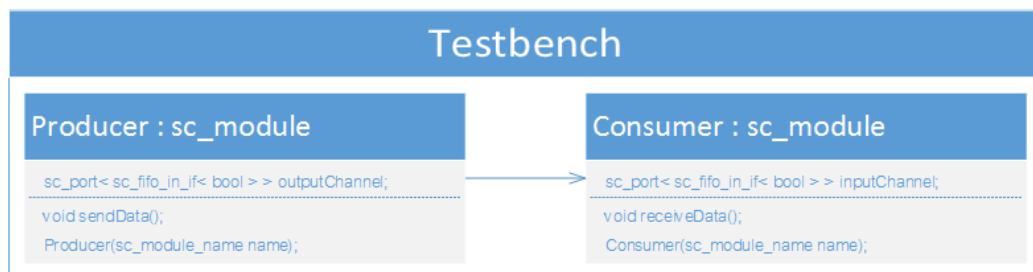 Testbench
Producer : sc_module
sc_port< sc_fifo_in_if< bool > > outputChannel;
void sendData();
Producer(sc_module_name name);
Consumer : sc_module
sc_port< sc_fifo_in_if< bool > > inputChannel;
void receiveData();
Consumer(sc_module_name name);